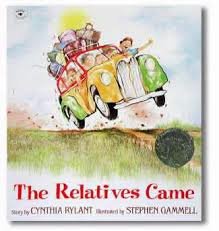 The Relatives Came
Story by CYNTHIA RYLANT Illustrated by STEPHEN GAMMELL